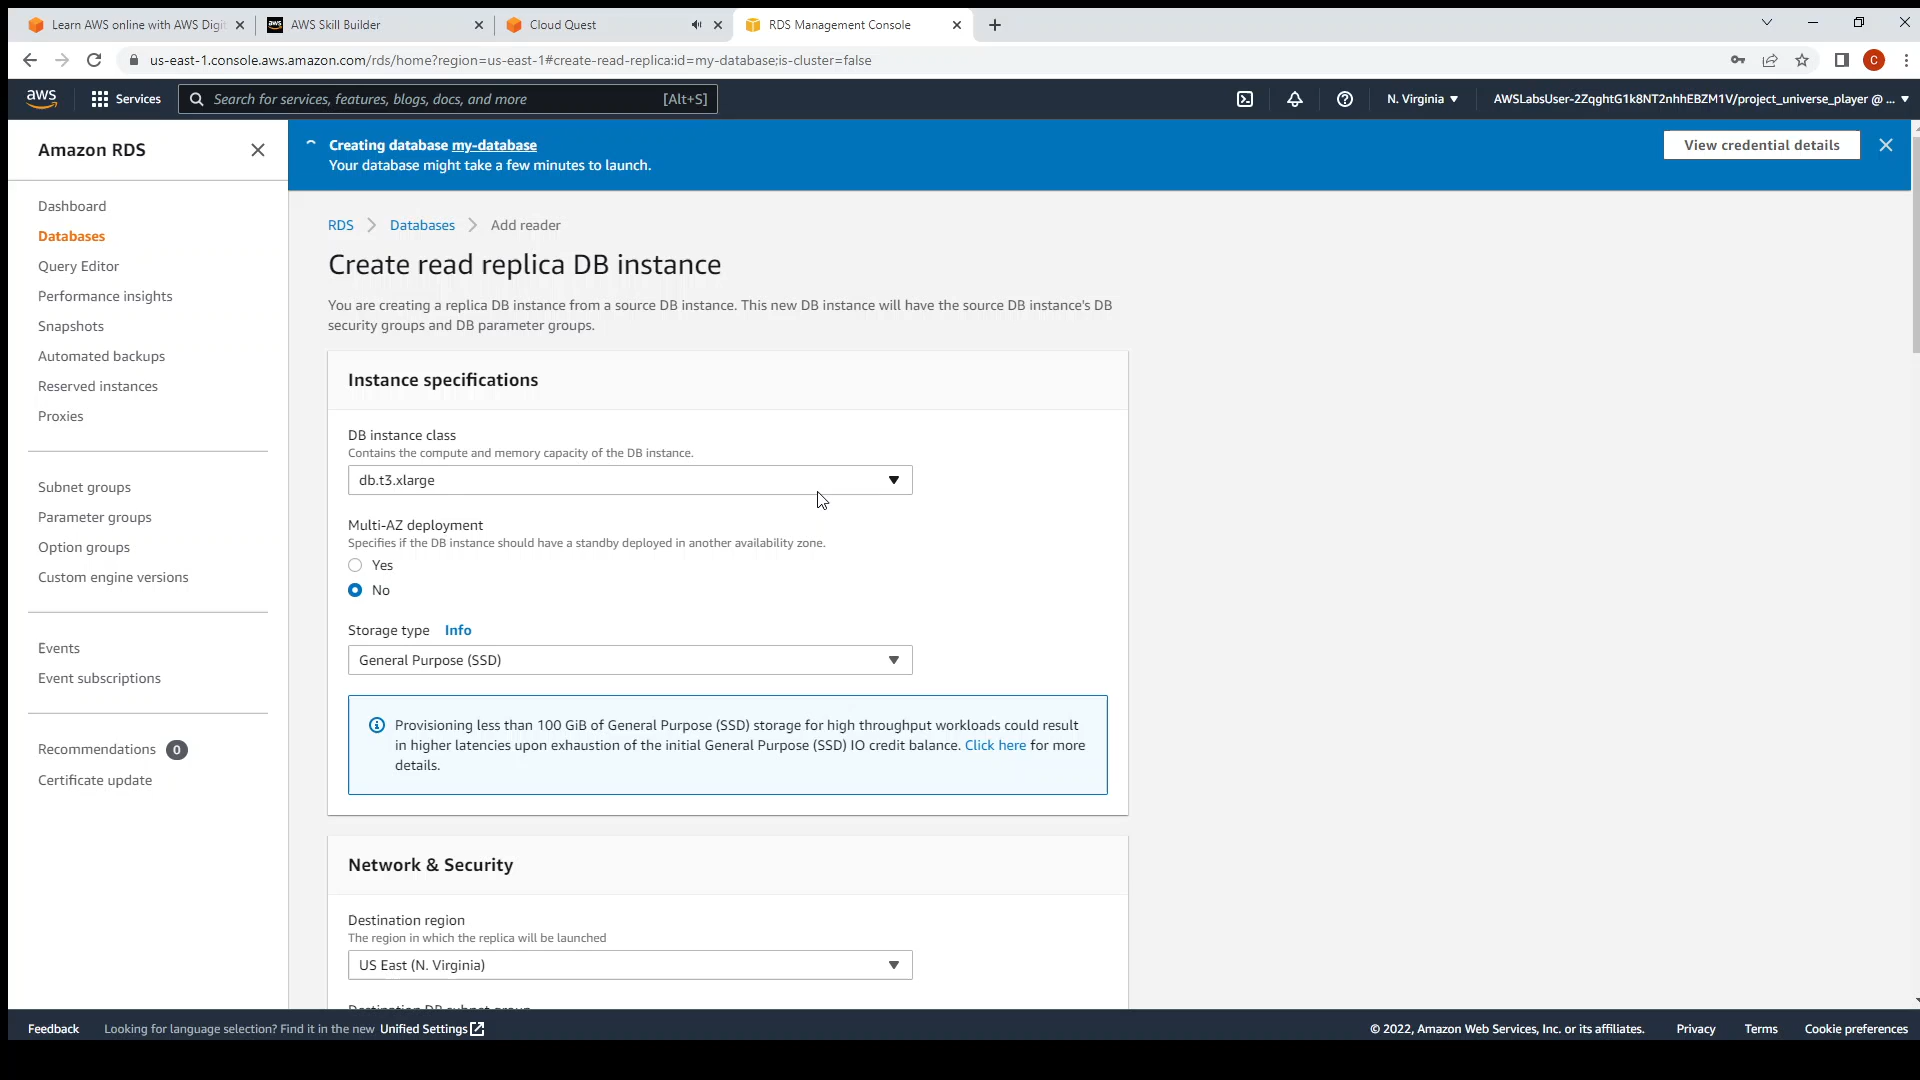 Learn AWS online with AWS Digit
AWS Skill Builder
Cloud Quest
RDS Management Console
us-east-1.console.aws.amazon.com/rds/home?region=us-east-1#create-read-replica:id=my-database;is-cluster=false
C
aws
Services
Search for services, features, blogs, docs, and more
[Alt+S]
N. Virginia
AWSLabsUser-2ZqghtG1k8NT2nhhEBZM1V/project_universe_player @ ...
Amazon RDS
Dashboard
Databases
Query Editor
Performance insights
Snapshots
Automated backups
Reserved instances
Proxies
Subnet groups
Parameter groups
Option groups
Custom engine versions
Events
Event subscriptions
Recommendations 0
Certificate update
Creating database my-database
Your database might take a few minutes to launch.
View credential details
RDS > Databases > Add reader
Create read replica DB instance
You are creating a replica DB instance from a source DB instance. This new DB instance will have the source DB instance's DB
security groups and DB parameter groups.
Instance specifications
DB instance class
Contains the compute and memory capacity of the DB instance.
db.t3.xlarge
Multi-AZ deployment
Specifies if the DB instance should have a standby deployed in another availability zone.
Yes
No
Storage type Info
General Purpose (SSD)
Provisioning less than 100 GiB of General Purpose (SSD) storage for high throughput workloads could result
in higher latencies upon exhaustion of the initial General Purpose (SSD) IO credit balance. Click here for more
details.
Network & Security
Destination region
The region in which the replica will be launched
US East (N. Virginia)
Destination DB subnet group
Feedback
Looking for language selection? Find it in the new Unified Settings
© 2022, Amazon Web Services, Inc. or its affiliates.
Privacy
Terms
Cookie preferences